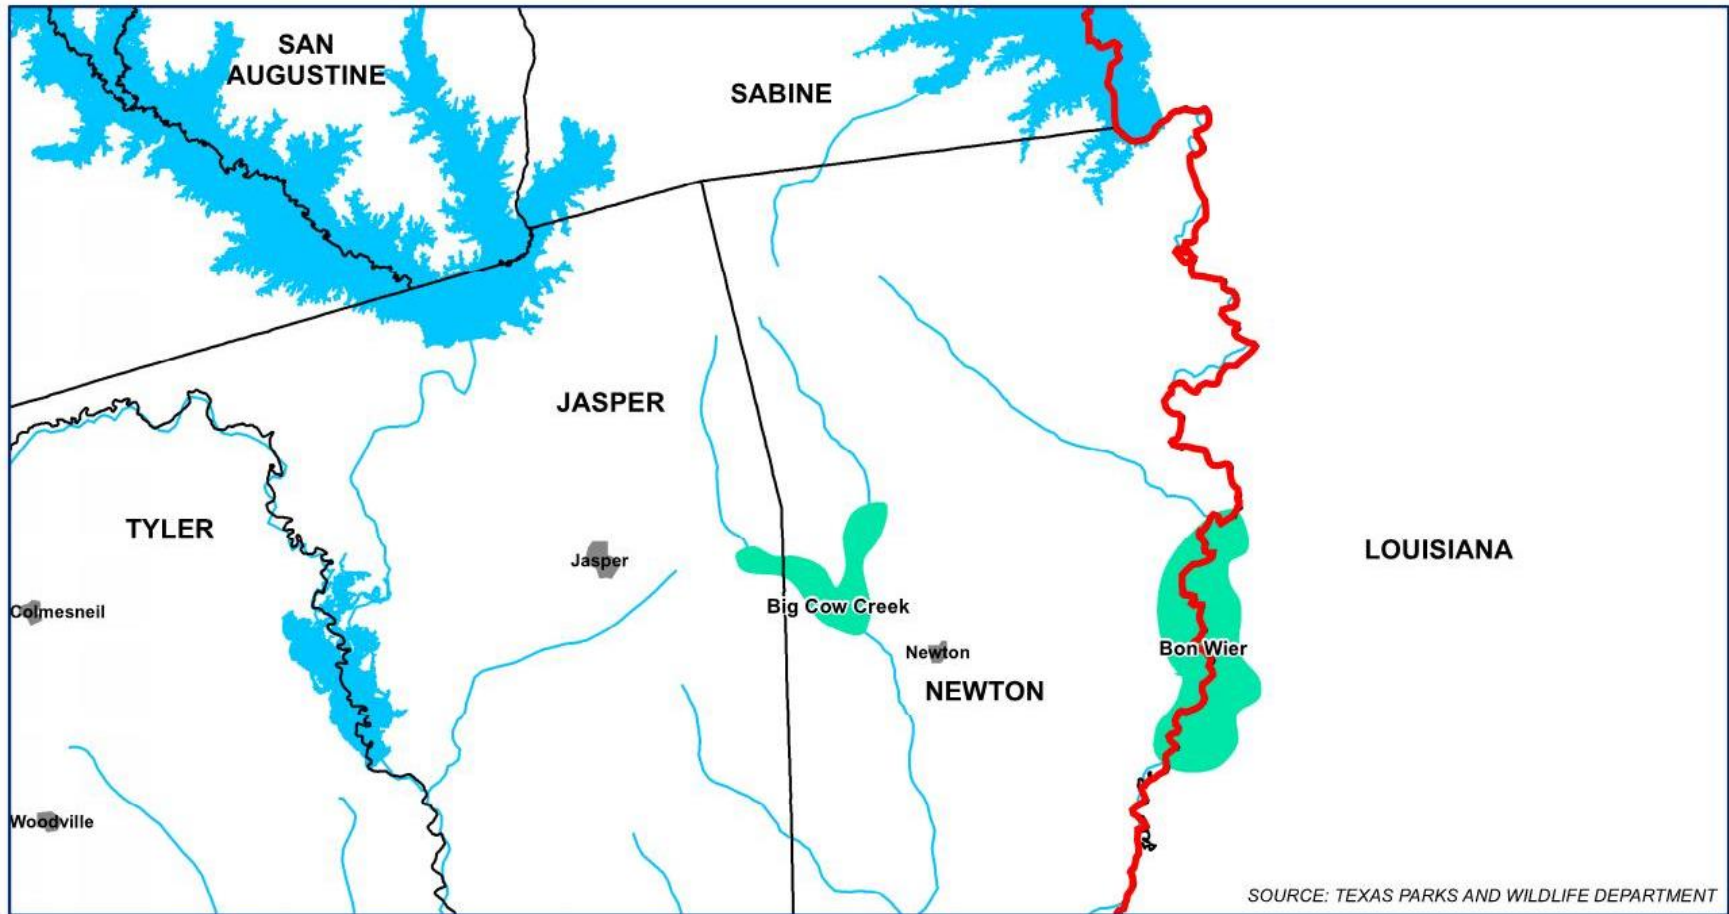 SAN
AUGUSTINE
SABINE
JASPER
TYLER
LOUISIANA
Jasper
Big Cow Creek
Colmesneil
Newton
Bon Wier
NEWTON
Woodville
SOURCE: TEXAS PARKS AND WILDLIFE DEPARTMENT